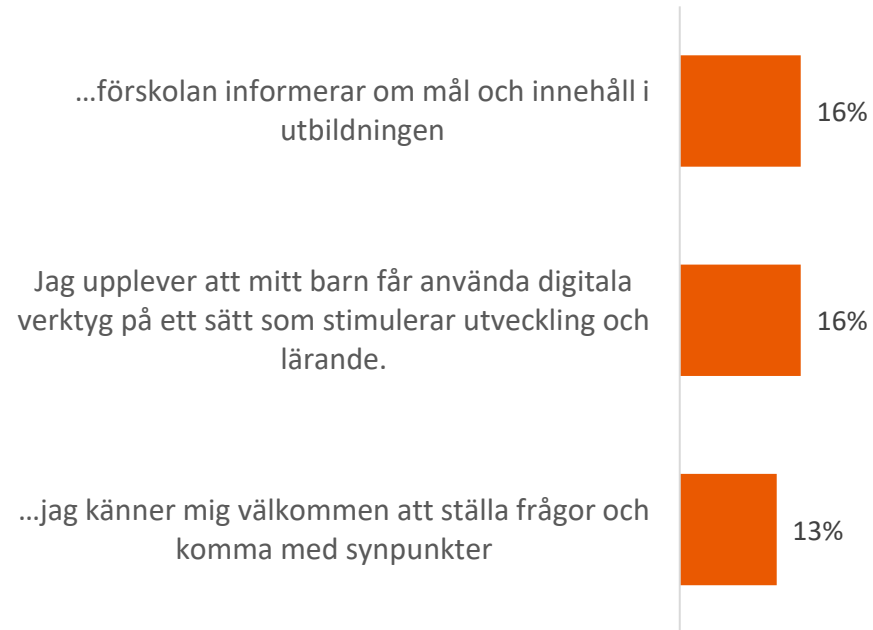 ...förskolan informerar om mål och innehåll i
utbildningen
16%
Jag upplever att mitt barn får använda digitala
verktyg på ett sätt som stimulerar utveckling och
lärande.
16%
...jag känner mig välkommen att ställa frågor och
komma med synpunkter
13%